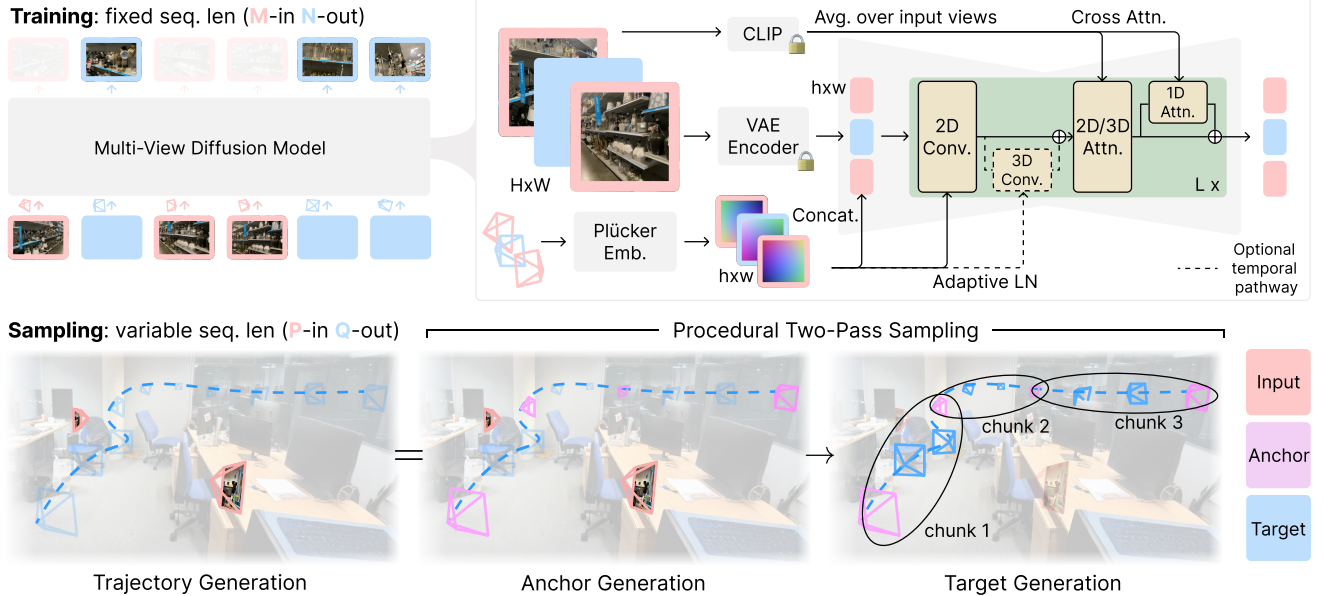 Training: fixed seq. len (M-in N-out)
Multi-View Diffusion Model
CLIP
Avg. over input views
Cross Attn.
HxW
VAE
Encoder
hxw
2D
Conv.
3D
Conv.
2D/3D
Attn.
1D
Attn.
L x
Plücker
Emb.
hxw
Concat.
Adaptive LN
Optional
temporal
pathway
Sampling: variable seq. len (P-in Q-out)
Procedural Two-Pass Sampling
chunk 1
chunk 2
chunk 3
Input
Anchor
Target
Trajectory Generation
=
Anchor Generation
Target Generation